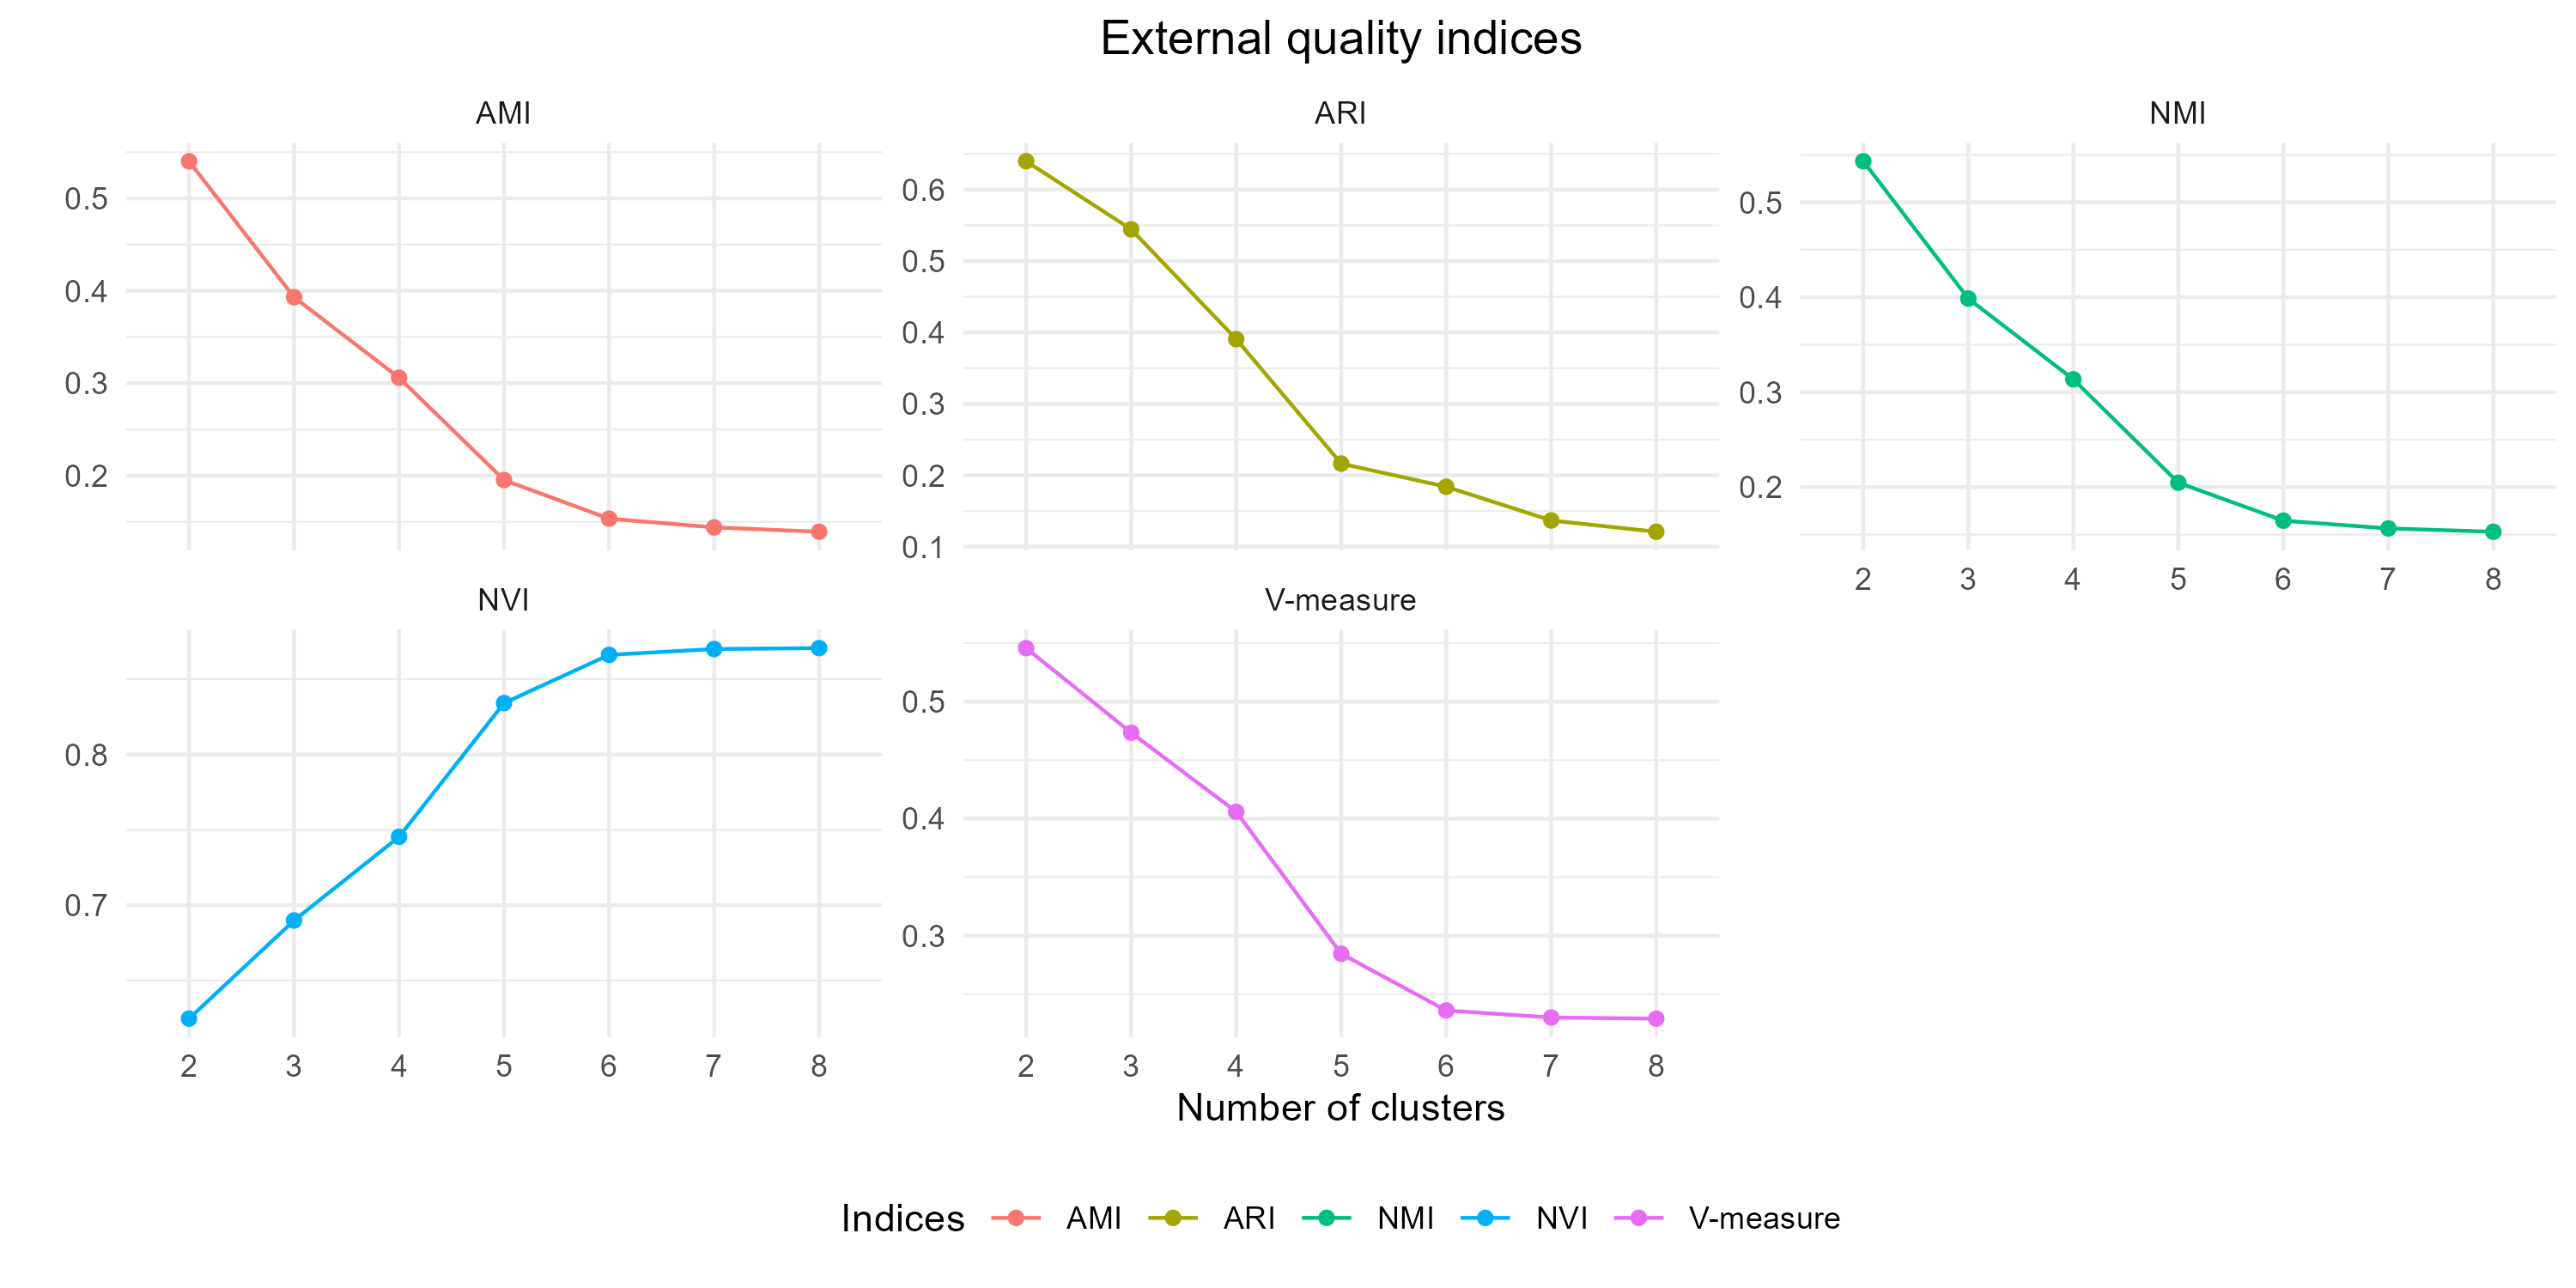 External quality indices
AMI
ARI
NMI
0.5
0.4
0.3
0.2
0.6
0.5
0.4
0.3
0.2
0.1
0.5
0.4
0.3
0.2
2 3 4 5 6 7 8
NVI
V-measure
0.8
0.7
0.5
0.4
0.3
2 3 4 5 6 7 8
2 3 4 5 6 7 8
Number of clusters
Indices AMI ARI NMI NVI V-measure